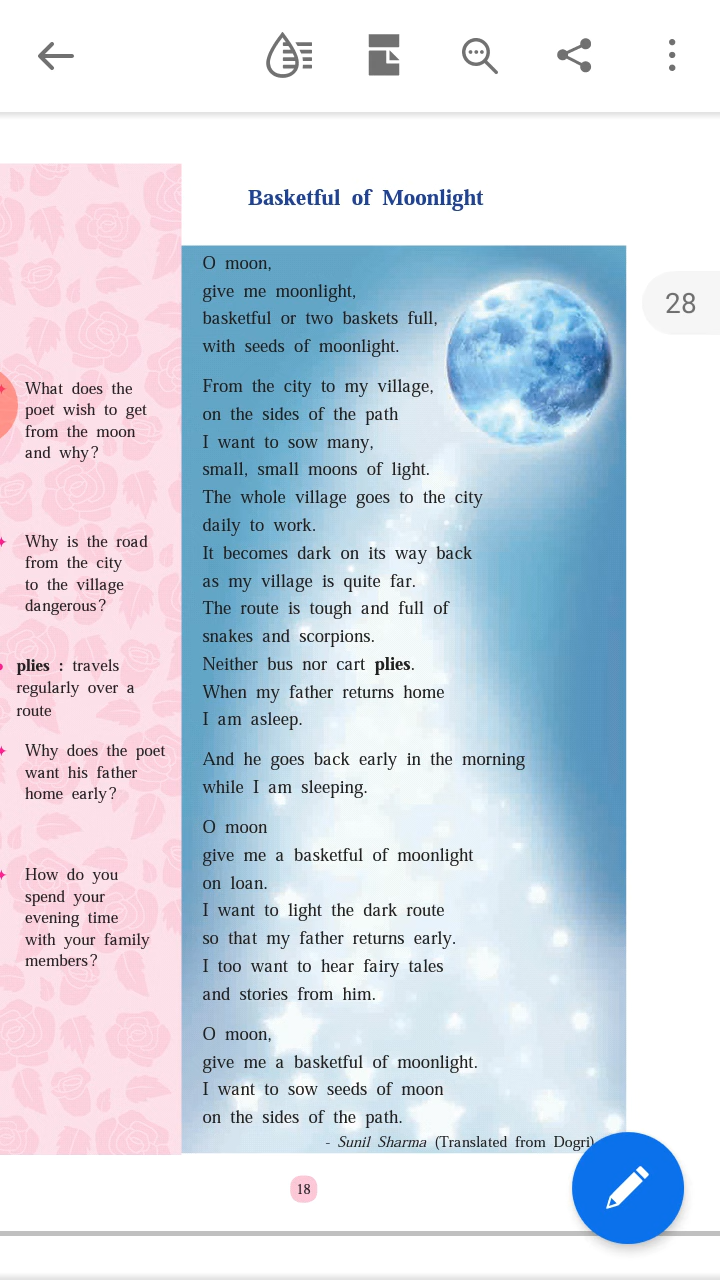 28
Basketful of Moonlight
O moon,
give me moonlight,
basketful or two baskets full,
with seeds of moonlight.
From the city to my village,
on the sides of the path
I want to sow many,
small, small moons of light.
The whole village goes to the city
daily to work.
It becomes dark on its way back
as my village is quite far.
The route is tough and full of
snakes and scorpions.
Neither bus nor cart plies.
When my father returns home
I am asleep.
And he goes back early in the morning
while I am sleeping.
O moon
give me a basketful of moonlight
on loan.
I want to light the dark route
so that my father returns early.
I too want to hear fairy tales
and stories from him.
O moon,
give me a basketful of moonlight.
I want to sow seeds of moon
on the sides of the path.
- Sunil Sharma (Translated from Dogri)
What does the
poet wish to get
from the moon
and why?
Why is the road
from the city
to the village
dangerous?
plies : travels
regularly over a
route
Why does the poet
want his father
home early?
How do you
spend your
evening time
with your family
members?
18